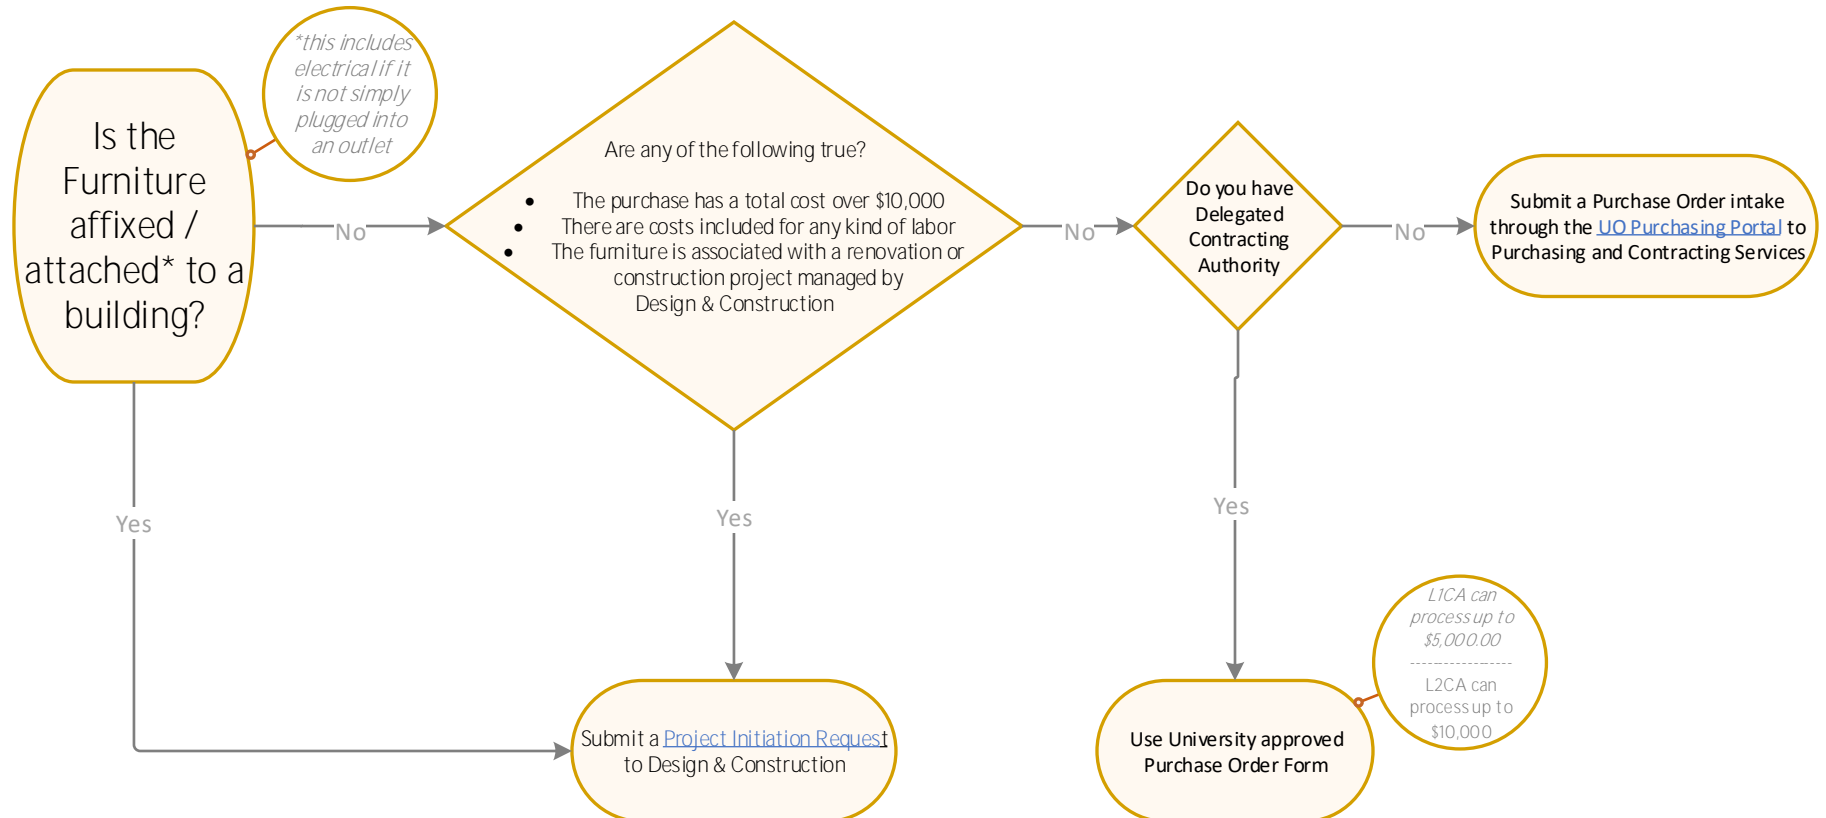 Is the
Furniture
affixed /
attached* to a
building?
*this includes
electrical if it
is not simply
plugged into
an outlet
No
Yes
Are any of the following true?
• The purchase has a total cost over $10,000
• There are costs included for any kind of labor
• The furniture is associated with a renovation or
construction project managed by
Design & Construction
No
Yes
Submit a Project Initiation Request
to Design & Construction
Do you have
Delegated
Contracting
Authority
No
Yes
Submit a Purchase Order intake
through the UO Purchasing Portal to
Purchasing and Contracting Services
Use University approved
Purchase Order Form
L1CA can
process up to
$5,000.00
------------------
L2CA can
process up to
$10,000